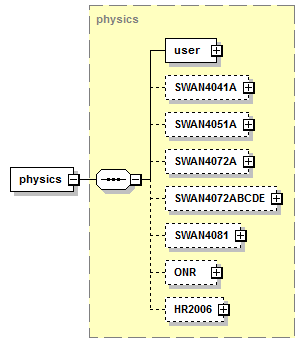 physics
user
SWAN4041A
SWAN4051A
SWAN4072A
physics
SWAN4072ABCDE
SWAN4081
ONR
HR2006